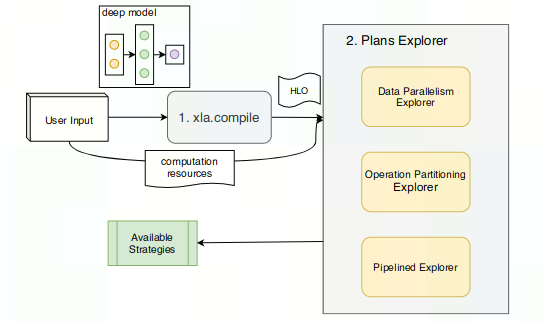 deep model
2. Plans Explorer
HLO
Data Parallelism
Explorer
User Input
1. xla.compile
computation
resources
Operation Partitioning
Explorer
Available
Strategies
Pipelined Explorer